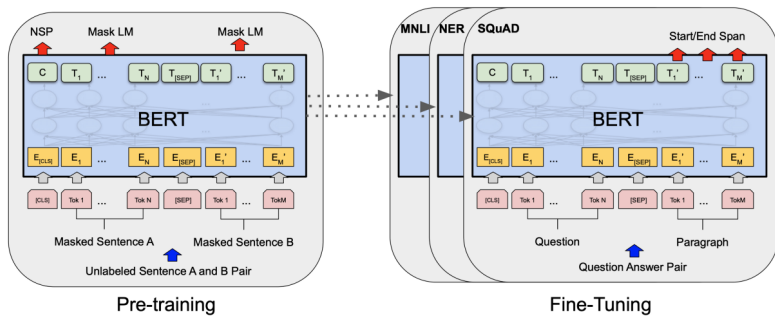 NSP Mask LM Mask LM
C T1 ... TN T[SEP] T1' ... TM'
BERT
E[CLS] E1 ... EN E[SEP] E1' ... EM'
[CLS] Tok 1 ... Tok N [SEP] Tok 1 ... TokM
Masked Sentence A Masked Sentence B
Unlabeled Sentence A and B Pair
Pre-training
MNLI NER SQuAD
Start/End Span
C T1 ... TN T[SEP] T1' ... TM'
BERT
E[CLS] E1 ... EN E[SEP] E1' ... EM'
[CLS] Tok 1 ... Tok N [SEP] Tok 1 ... TokM
Question Paragraph
Question Answer Pair
Fine-Tuning